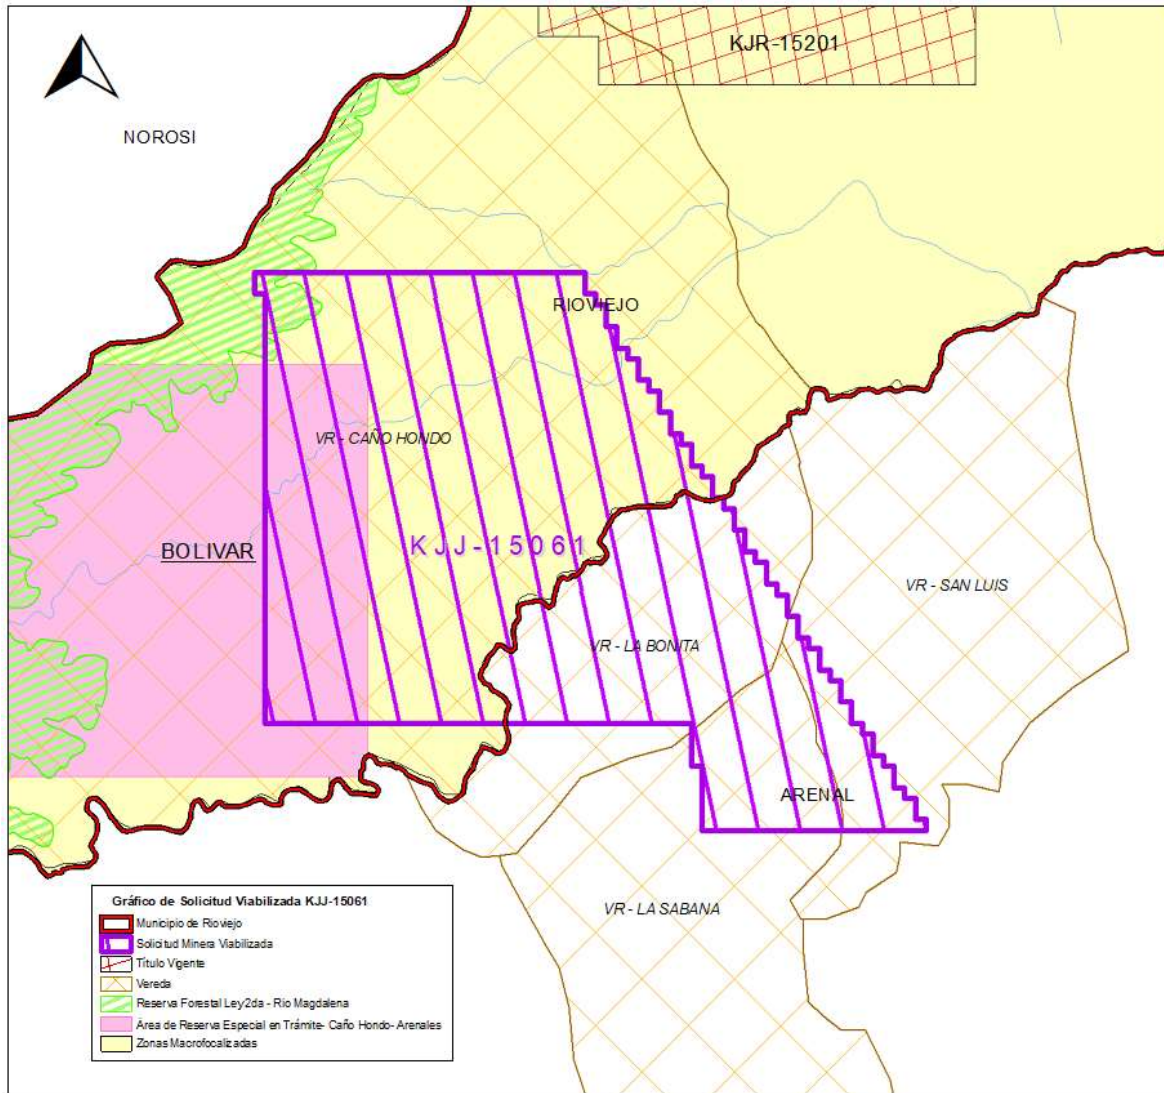 KJR-15201
NOROSI
RIOVIEJO
VR - CAÑO HONDO
KJJ-15061
BOLIVAR
VR - SAN LUIS
VR - LA BONITA
ARENAL
VR - LA SABANA
Gráfico de Solicitud Viabilizada KJJ-15061
Municipio de Rioviejo
Solicitud Minera Viabilizada
Título Vigente
Vereda
Reserva Forestal Ley2da - Rio Magdalena
Área de Reserva Especial en Trámite- Caño Hondo- Arenales
Zonas Macrofocalizadas